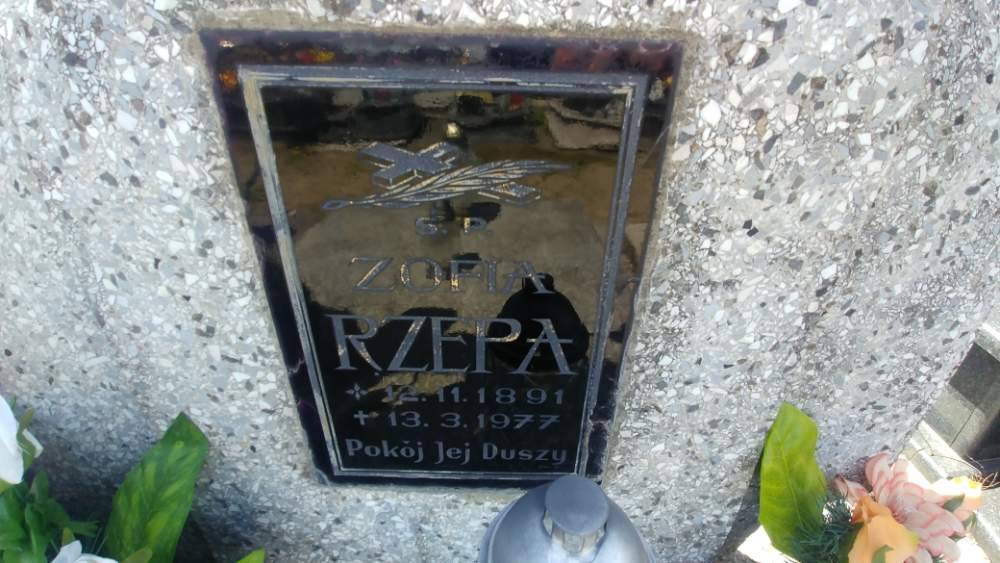 Ś. P.
ZOFIA
RZEPA
✢ 12. 11. 1891
✝ 13. 3. 1977
Pokój Jej Duszy